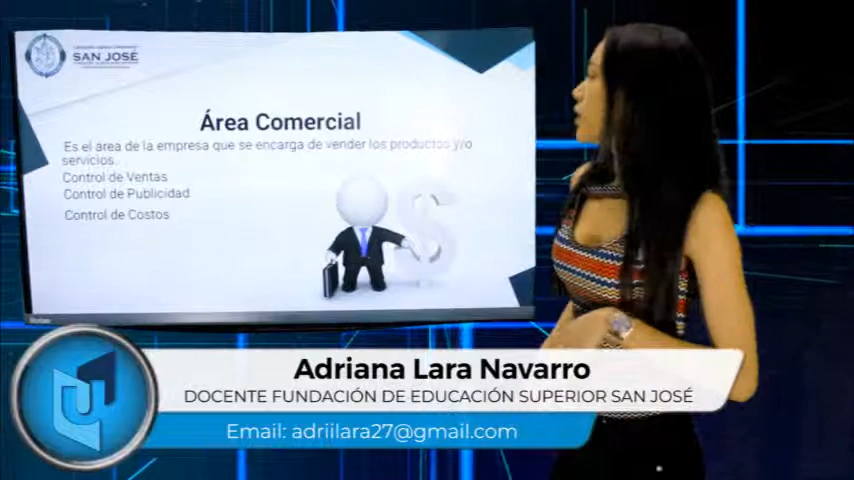 SAN JOSÉ
Área Comercial
Es el área de la empresa que se encarga de vender los productos y/o
servicios.
Control de Ventas
Control de Publicidad
Control de Costos
Adriana Lara Navarro
DOCENTE FUNDACIÓN DE EDUCACIÓN SUPERIOR SAN JOSÉ
Email: adriilara27@gmail.com